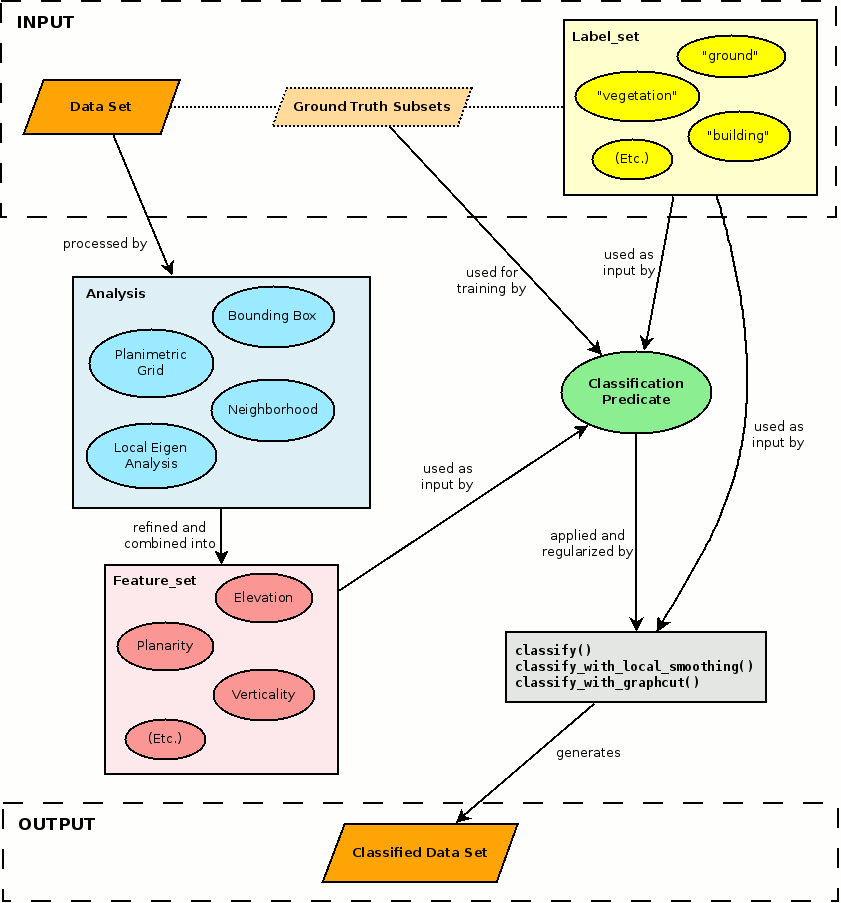 INPUT
Label_set
"ground"
"vegetation"
"building"
(Etc.)
Data Set
Ground Truth Subsets
processed by
used for
training by
used as
input by
Analysis
Bounding Box
Planimetric
Grid
Neighborhood
Local Eigen
Analysis
Classification
Predicate
used as
input by
used as
input by
refined and
combined into
applied and
regularized by
Feature_set
Elevation
Planarity
Verticality
(Etc.)
classify()
classify_with_local_smoothing()
classify_with_graphcut()
generates
OUTPUT
Classified Data Set